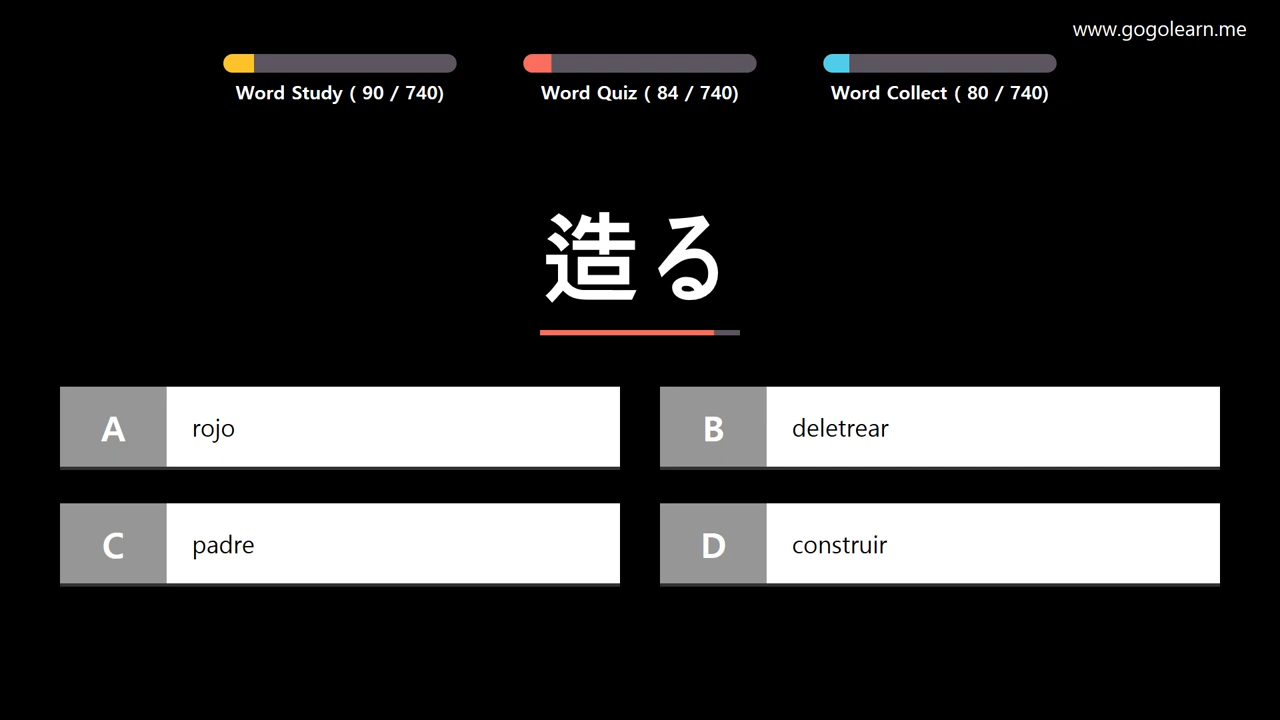 www.gogolearn.me
Word Study ( 90 / 740)
Word Quiz ( 84 / 740)
Word Collect ( 80 / 740)
造る
A rojo
B deletrear
C padre
D construir